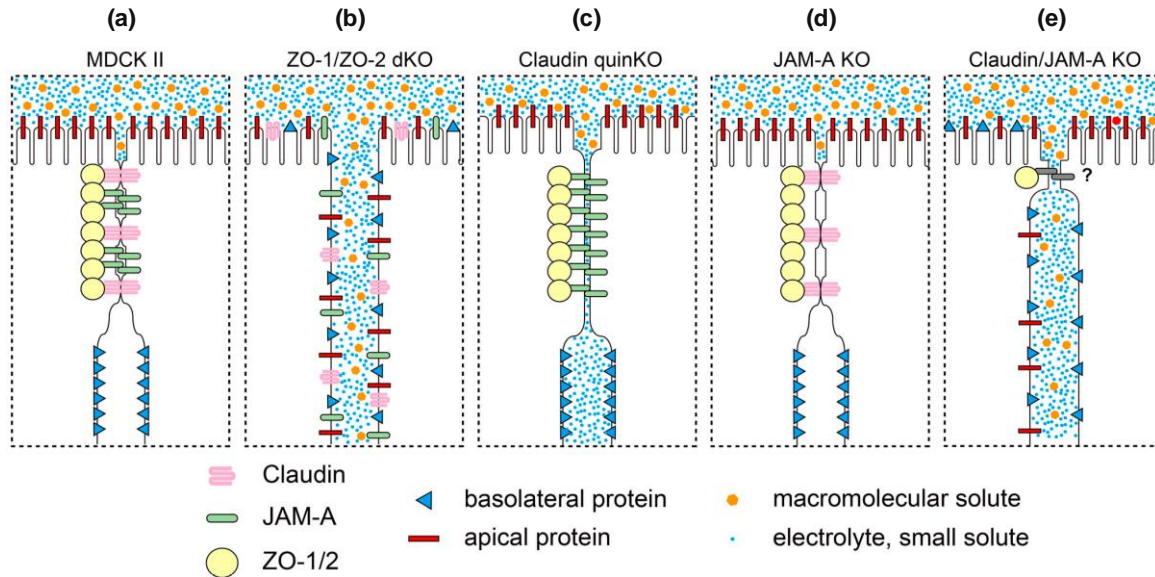 (a) (b) (c) (d) (e)
MDCK II ZO-1/ZO-2 dKO Claudin quinKO JAM-A KO Claudin/JAM-A KO
?
Claudin
JAM-A
ZO-1/2
basolateral protein
apical protein
macromolecular solute
electrolyte, small solute